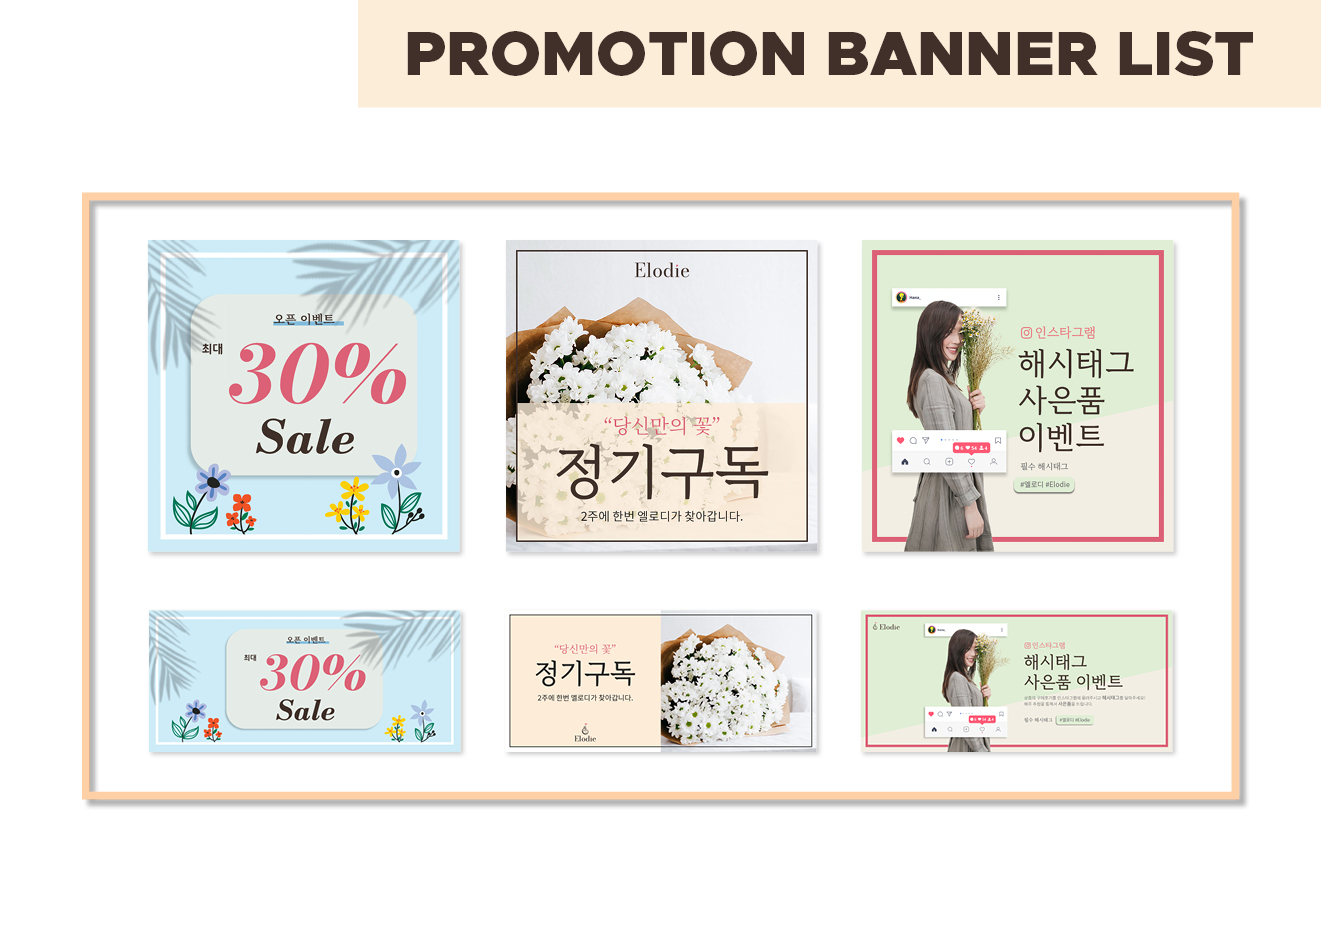 PROMOTION BANNER LIST
오픈 이벤트
최대
30%
Sale
Elodie
“당신만의 꽃”
정기구독
2주에 한번 엘로디가 찾아갑니다.
Hana_
인스타그램
해시태그
사은품
이벤트
필수 해시태그
#엘로디 #Elodie
오픈 이벤트
최대
30%
Sale
“당신만의 꽃”
정기구독
2주에 한번 엘로디가 찾아갑니다.
Elodie
Elodie
인스타그램
해시태그
사은품 이벤트
필수 해시태그
#엘로디 #Elodie